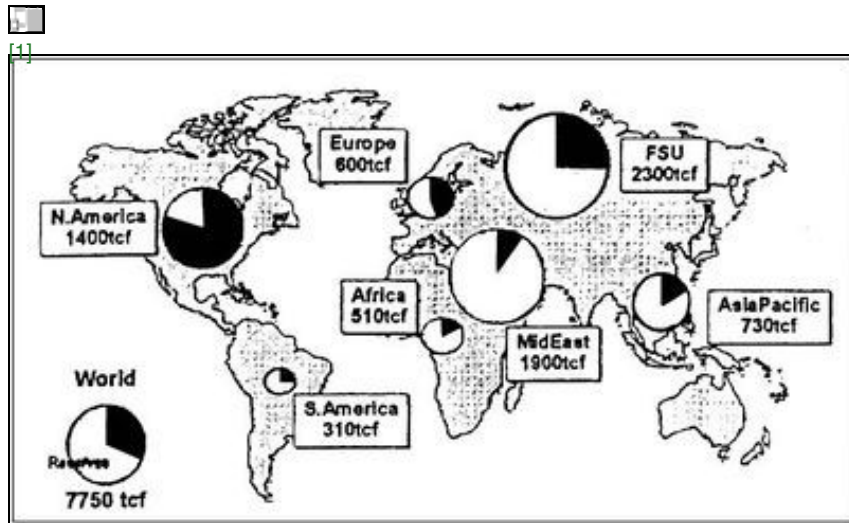 [1]
Europe
600tcf
FSU
2300tcf
N.America
1400tcf
Africa
510tcf
AsiaPacific
730tcf
MidEast
1900tcf
World
S.America
310tcf
7750 tcf